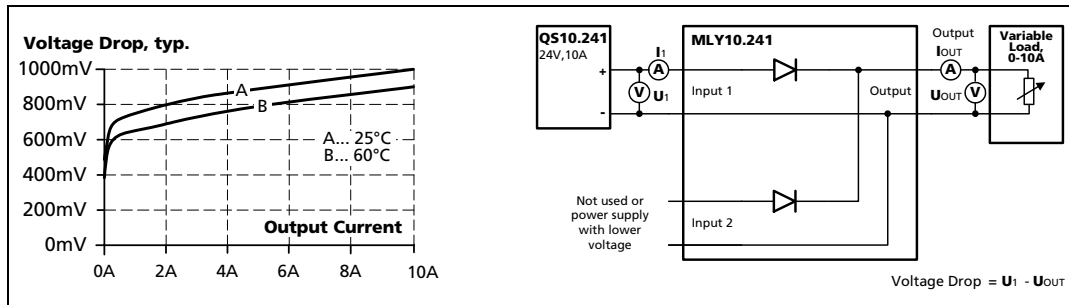 Voltage Drop, typ.
1000mV
800mV
600mV
400mV
200mV
0mV
A
B
A... 25°C
B... 60°C
Output Current
0A
2A
4A
6A
8A
10A
QS10.241
24V,10A
+
-
I1
A
V
U1
MLY10.241
Input 1
Output
Input 2
Not used or
power supply
with lower
voltage
Output
IOUT
A
UOUT
V
Variable
Load,
0-10A
Voltage Drop = U1 - UOUT